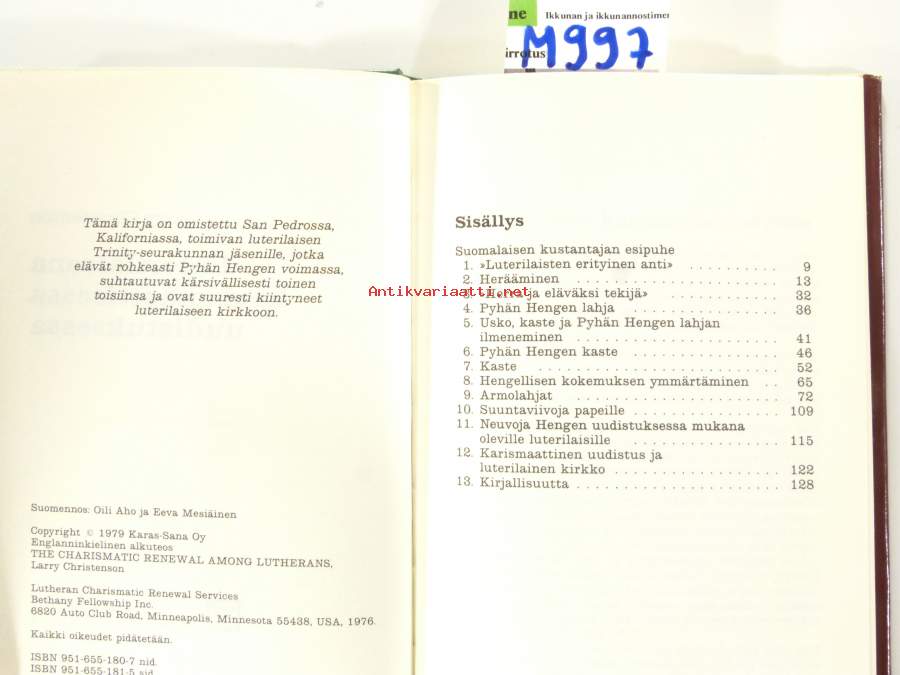 ne Ikkunan ja ikkunannostimen
irrotus
M997
Tämä kirja on omistettu San Pedrossa,
Kaliforniassa, toimivan luterilaisen
Trinity-seurakunnan jäsenille, jotka
elävät rohkeasti Pyhän Hengen voimassa,
suhtautuvat kärsivällisesti toinen
toisiinsa ja ovat suuresti kiintyneet
luterilaiseen kirkkoon.
Suomennos: Oili Aho ja Eeva Mesiäinen
Copyright © 1979 Karas-Sana Oy
Englanninkielinen alkuteos
THE CHARISMATIC RENEWAL AMONG LUTHERANS,
Larry Christenson
Lutheran Charismatic Renewal Services
Bethany Fellowship Inc.
6820 Auto Club Road, Minneapolis, Minnesota 55438, USA, 1976.
Kaikki oikeudet pidätetään.
ISBN 951-655-180-7 nid.
ISBN 951-655-181-5 sid.
Antikvariaatti.net
Sisällys
Suomalaisen kustantajan esipuhe
1. »Luterilaisten erityinen anti» . . . . . . . . . . 9
2. Herääminen . . . . . . . . . . . . . . . . . . . . 13
3. »Herra ja eläväksi tekijä» . . . . . . . . . . . . 32
4. Pyhän Hengen lahja . . . . . . . . . . . . . . . 36
5. Usko, kaste ja Pyhän Hengen lahjan
ilmeneminen . . . . . . . . . . . . . . . . . . . . 41
6. Pyhän Hengen kaste . . . . . . . . . . . . . . . 46
7. Kaste . . . . . . . . . . . . . . . . . . . . . . 52
8. Hengellisen kokemuksen ymmärtäminen . . 65
9. Armolahjat . . . . . . . . . . . . . . . . . . . 72
10. Suuntaviivoja papeille . . . . . . . . . . . . . 109
11. Neuvoja Hengen uudistuksessa mukana
oleville luterilaisille . . . . . . . . . . . . . . . 115
12. Karismaattinen uudistus ja
luterilainen kirkko . . . . . . . . . . . . . . . . 122
13. Kirjallisuutta . . . . . . . . . . . . . . . . . . 128